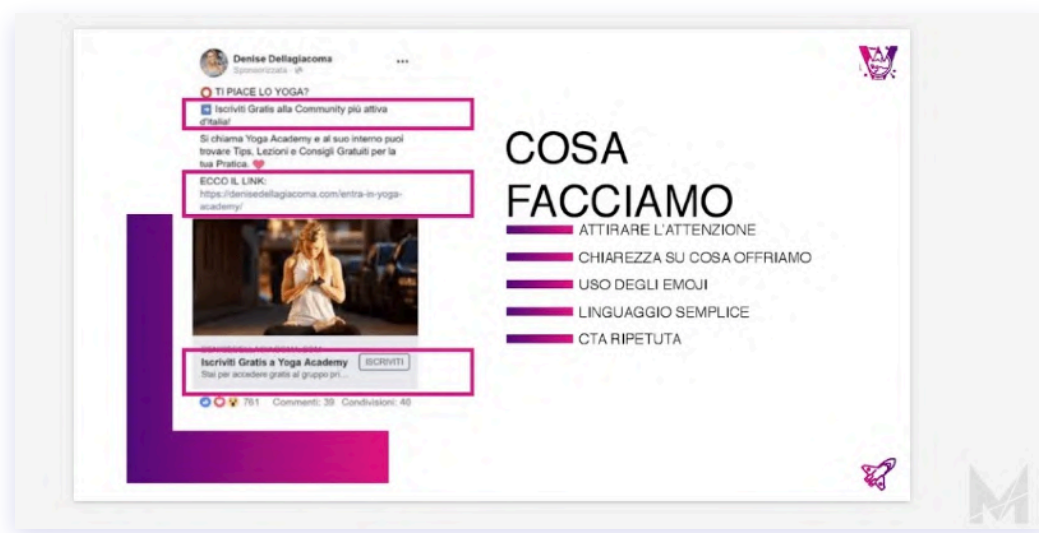 Denise Dellagiacoma
Sponsorizzata
TI PIACE LO YOGA?
Iscriviti Gratis alla Community più attiva
d'Italia!
Si chiama Yoga Academy e al suo interno puoi
trovare Tips, Lezioni e Consigli Gratuiti per la
tua Pratica.
ECCO IL LINK:
https://denisedellagiacoma.com/entra-in-yoga-
academy/
Iscriviti Gratis a Yoga Academy ISCRIVITI
Stai per accedere gratis al gruppo pri...
761 Commenti: 39 Condivisioni: 40
COSA
FACCIAMO
ATTIRARE L'ATTENZIONE
CHIAREZZA SU COSA OFFRIAMO
USO DEGLI EMOJI
LINGUAGGIO SEMPLICE
CTA RIPETUTA